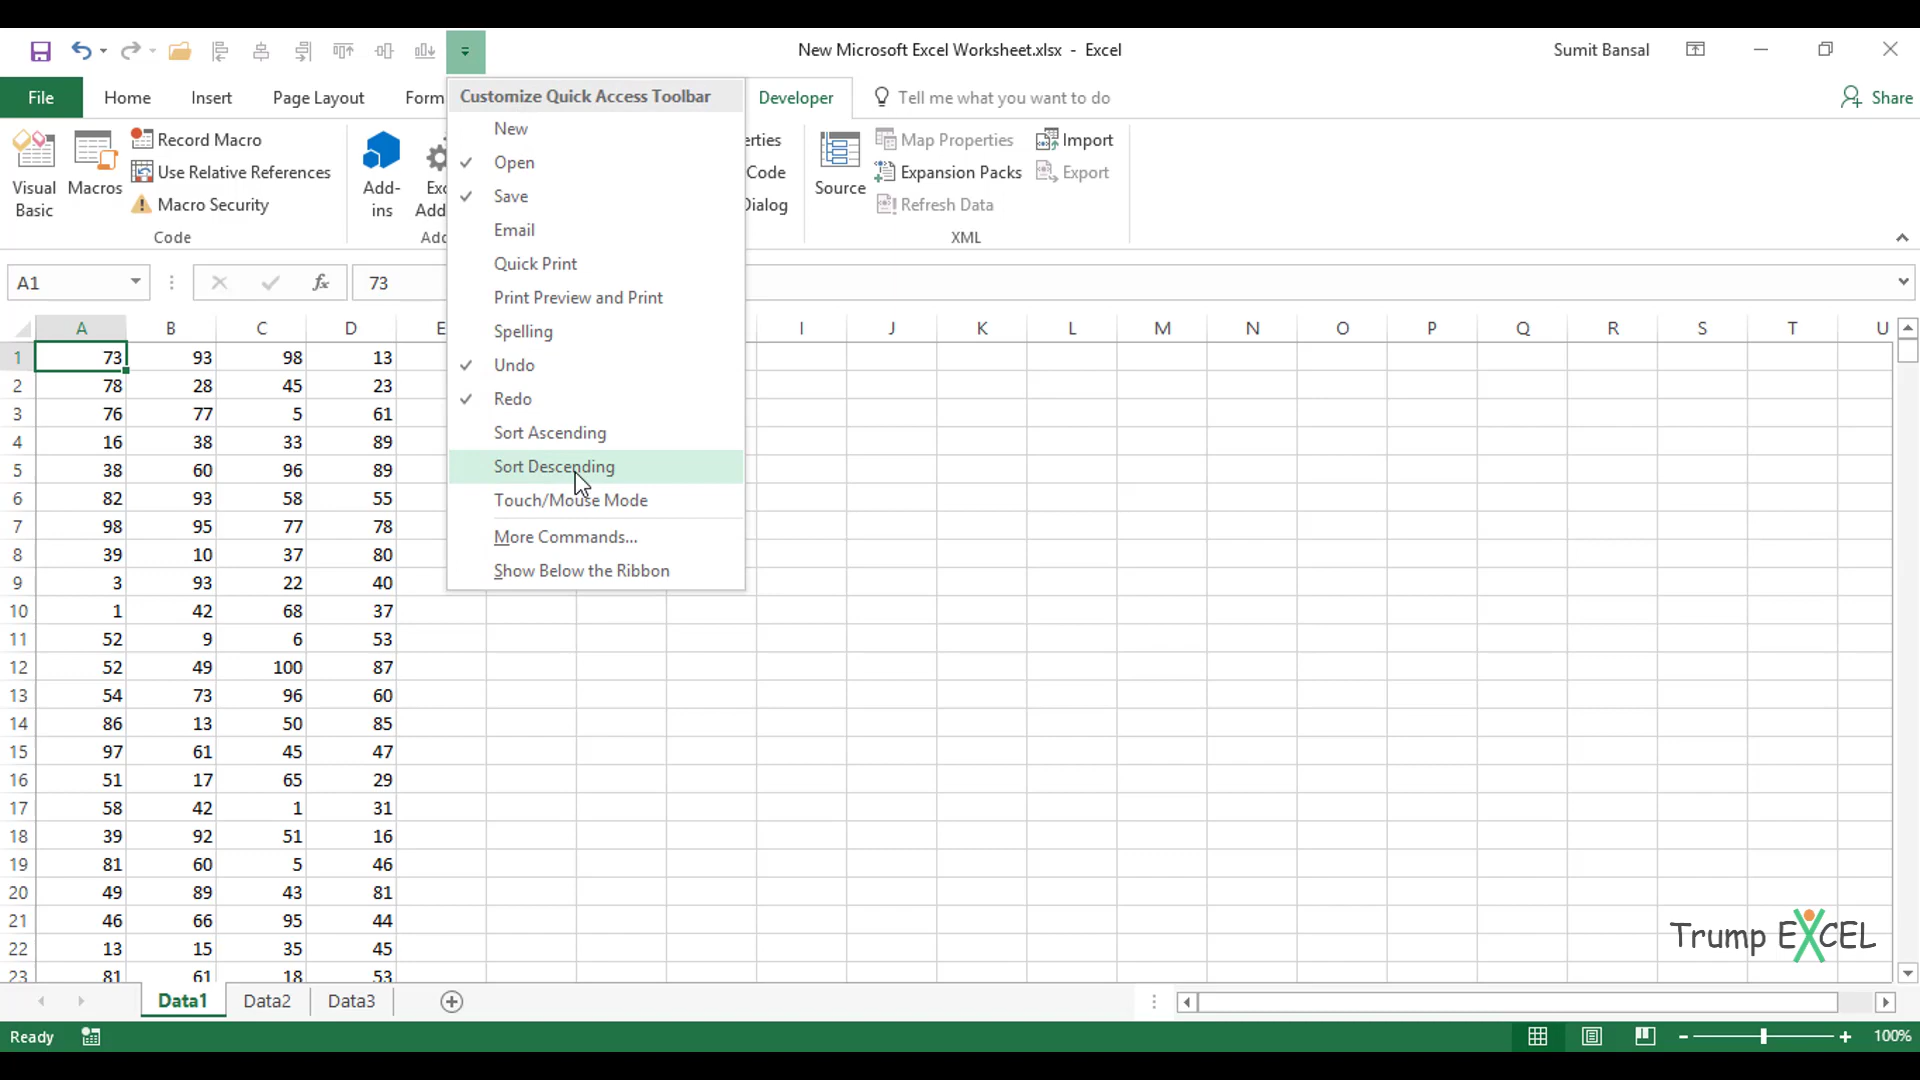 New Microsoft Excel Worksheet.xlsx - Excel
Sumit Bansal
File Home Insert Page Layout Form Developer Tell me what you want to do Share
Customize Quick Access Toolbar
New
Open
Save
Email
Quick Print
Print Preview and Print
Spelling
Undo
Redo
Sort Ascending
Sort Descending
Touch/Mouse Mode
More Commands...
Show Below the Ribbon
Visual
Basic
Macros
Record Macro
Use Relative References
Macro Security
Code
Add-
ins
Exc
Add
Add
erties
Code
Dialog
Source
Map Properties
Expansion Packs
Refresh Data
Import
Export
XML
A1 fx 73
A B C D E I J K L M N O P Q R S T U
1 73 93 98 13
2 78 28 45 23
3 76 77 5 61
4 16 38 33 89
5 38 60 96 89
6 82 93 58 55
7 98 95 77 78
8 39 10 37 80
9 3 93 22 40
10 1 42 68 37
11 52 9 6 53
12 52 49 100 87
13 54 73 96 60
14 86 13 50 85
15 97 61 45 47
16 51 17 65 29
17 58 42 1 31
18 39 92 51 16
19 81 60 5 46
20 49 89 43 81
21 46 66 95 44
22 13 15 35 45
23 81 61 18 53
Trump EXCEL
Data1 Data2 Data3
Ready
100%